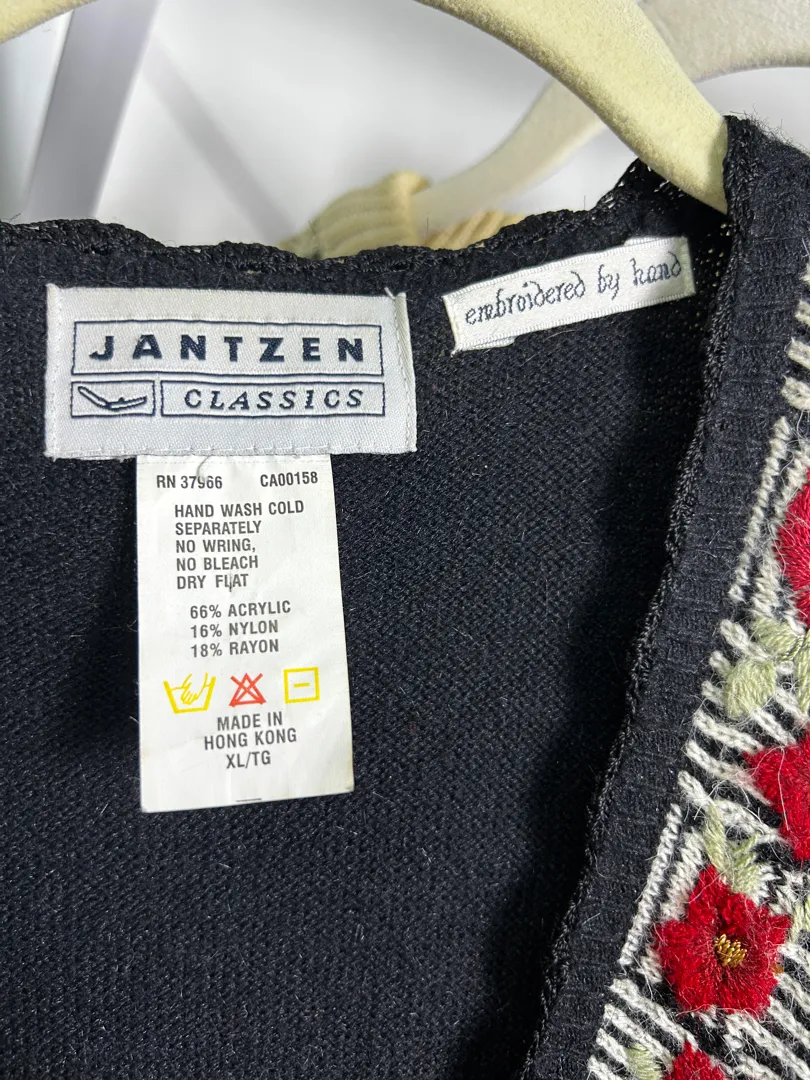 JANTZEN
CLASSICS
embroidered by hand
RN 37966 CA00158
HAND WASH COLD
SEPARATELY
NO WRING,
NO BLEACH
DRY FLAT
66% ACRYLIC
16% NYLON
18% RAYON
MADE IN
HONG KONG
XL/TG